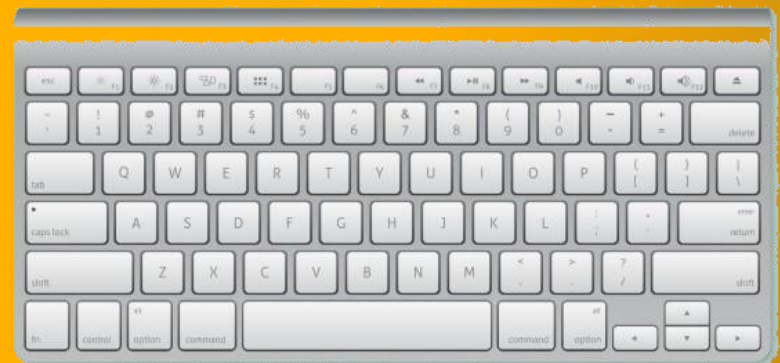 esc F1 F2 F3 F4 F5 F6 F7 F8 F9 F10 F11 F12
~ ! @ # $ % ^ & * ( ) — +
` 1 2 3 4 5 6 7 8 9 0 - = delete
tab Q W E R T Y U I O P { [ } ] | \
caps lock A S D F G H J K L : ; enter return
shift Z X C V B N M < , > . ? / shift
fn control alt option command command alt option